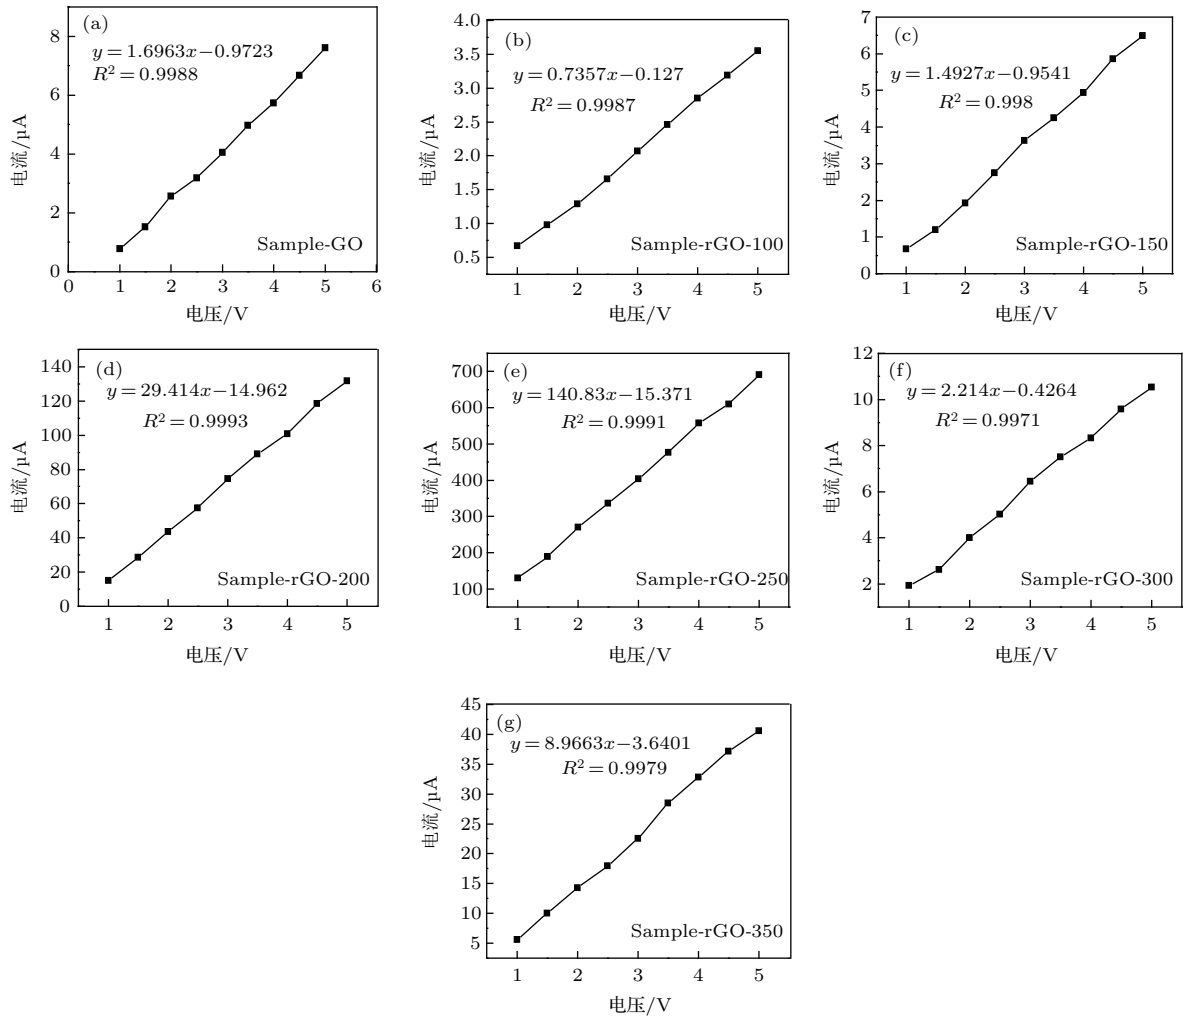 (a)
y = 1.6963x−0.9723
R² = 0.9988
8
6
4
2
0
电流/μA
Sample-GO
0 1 2 3 4 5 6
电压/V
(b)
y = 0.7357x−0.127
R² = 0.9987
4.0
3.5
3.0
2.5
2.0
1.5
1.0
0.5
电流/μA
Sample-rGO-100
1 2 3 4 5
电压/V
(c)
y = 1.4927x−0.9541
R² = 0.998
7
6
5
4
3
2
1
0
电流/μA
Sample-rGO-150
1 2 3 4 5
电压/V
(d)
y = 29.414x−14.962
R² = 0.9993
140
120
100
80
60
40
20
0
电流/μA
Sample-rGO-200
1 2 3 4 5
电压/V
(e)
y = 140.83x−15.371
R² = 0.9991
700
600
500
400
300
200
100
电流/μA
Sample-rGO-250
1 2 3 4 5
电压/V
(f)
y = 2.214x−0.4264
R² = 0.9971
12
10
8
6
4
2
电流/μA
Sample-rGO-300
1 2 3 4 5
电压/V
(g)
y = 8.9663x−3.6401
R² = 0.9979
45
40
35
30
25
20
15
10
5
电流/μA
Sample-rGO-350
1 2 3 4 5
电压/V